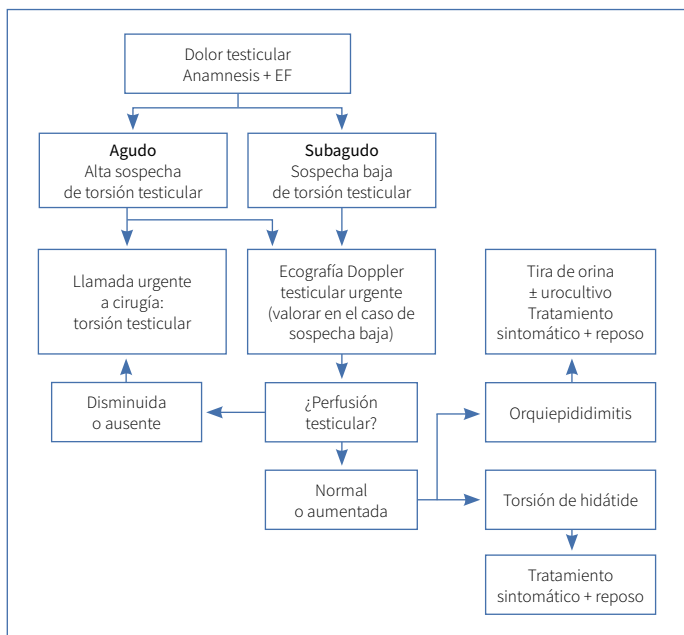 Dolor testicular
Anamnesis + EF
Agudo
Alta sospecha
de torsión testicular
Subagudo
Sospecha baja
de torsión testicular
Llamada urgente
a cirugía:
torsión testicular
Ecografía Doppler
testicular urgente
(valorar en el caso de
sospecha baja)
Tira de orina
± urocultivo
Tratamiento
sintomático + reposo
Disminuida
o ausente
¿Perfusión
testicular?
Orquiepididimitis
Normal
o aumentada
Torsión de hidátide
Tratamiento
sintomático + reposo